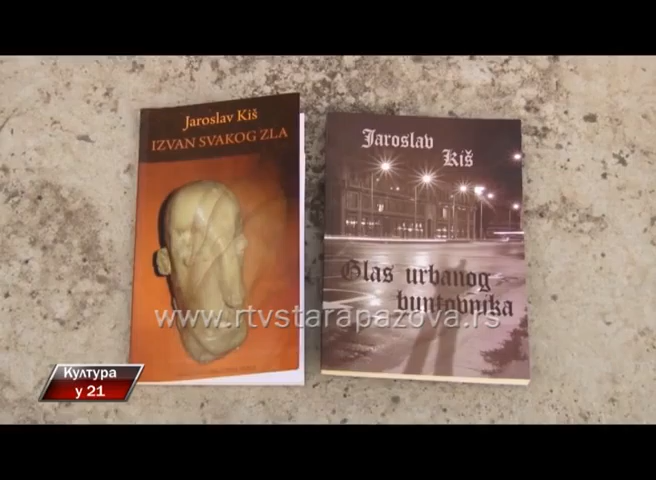 Jaroslav Kiš
IZVAN SVAKOG ZLA
Jaroslav
Kiš
Glas urbanog
buntovnika
www.rtvstarapazova.rs
Култура
у 21